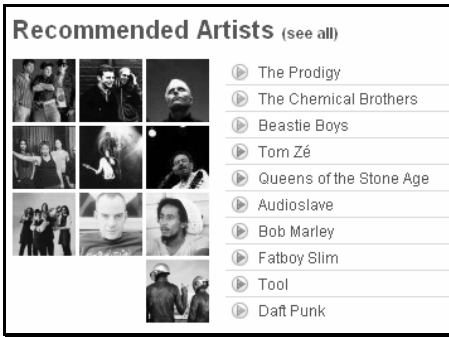 Recommended Artists (see all)
The Prodigy
The Chemical Brothers
Beastie Boys
Tom Zé
Queens of the Stone Age
Audioslave
Bob Marley
Fatboy Slim
Tool
Daft Punk